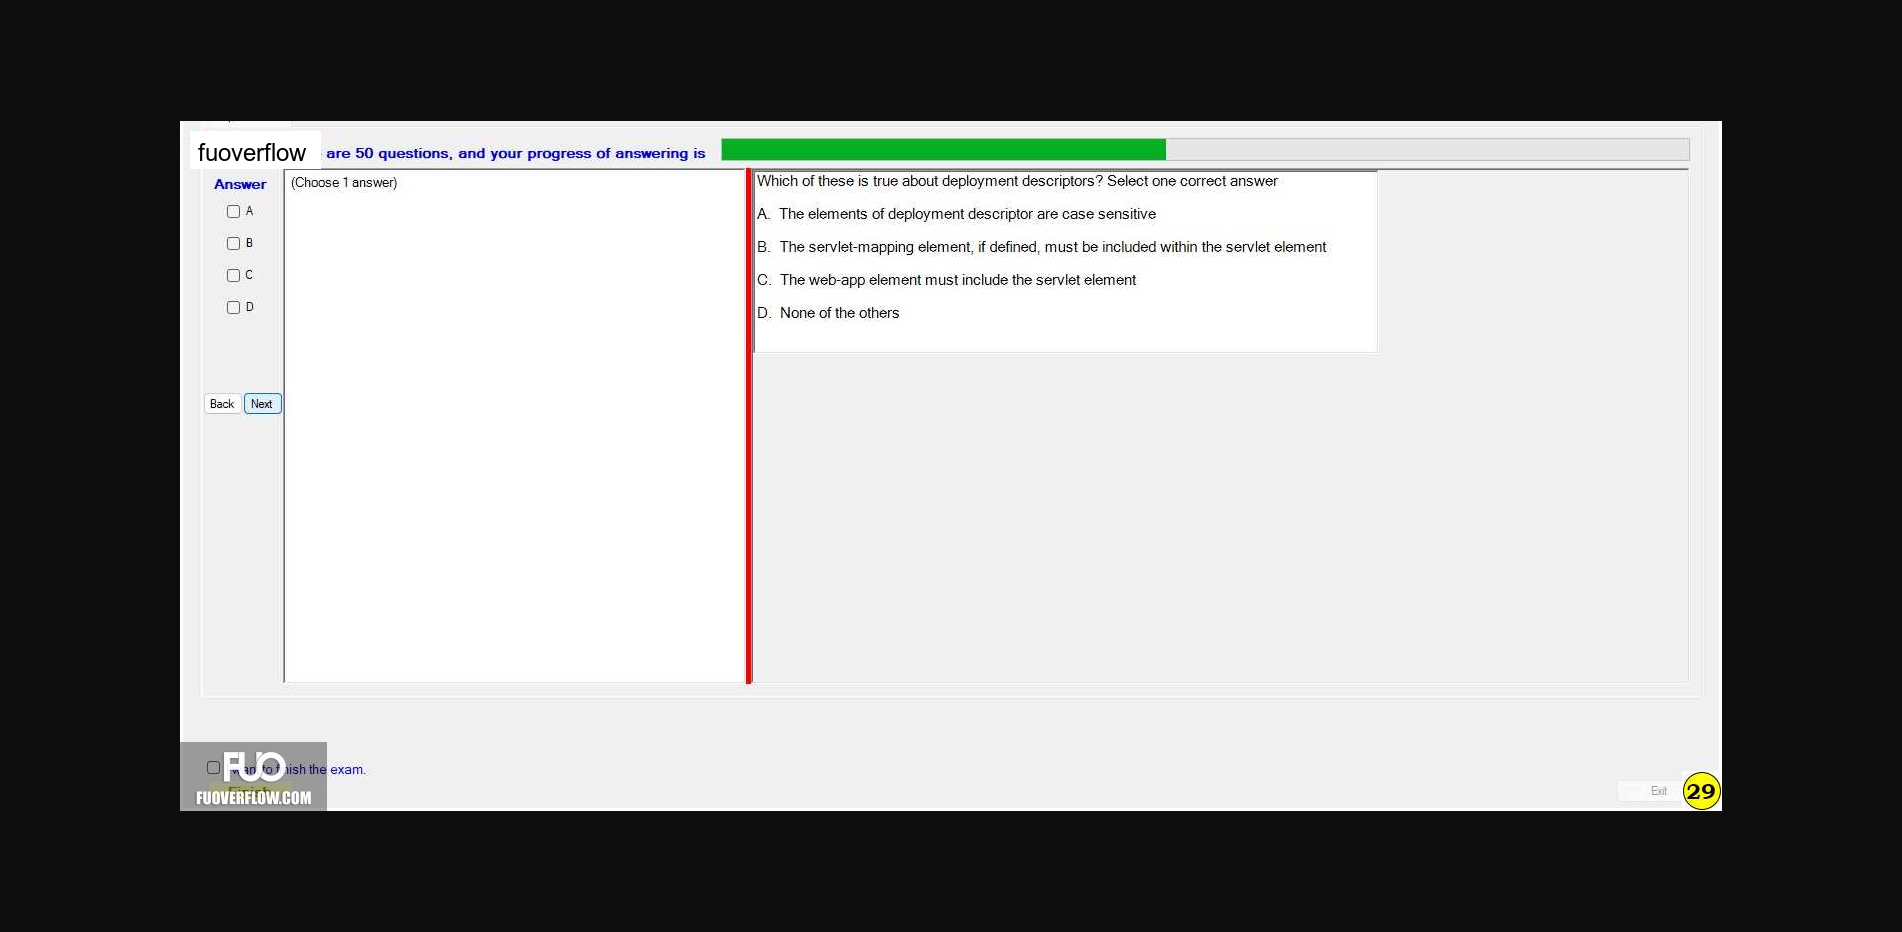 fuoverflow are 50 questions, and your progress of answering is
Answer
(Choose 1 answer)
A
B
C
D
Back Next
Which of these is true about deployment descriptors? Select one correct answer
A. The elements of deployment descriptor are case sensitive
B. The servlet-mapping element, if defined, must be included within the servlet element
C. The web-app element must include the servlet element
D. None of the others
FUO
want to finish the exam.
Finish
FUOVERFLOW.COM
Exit
29